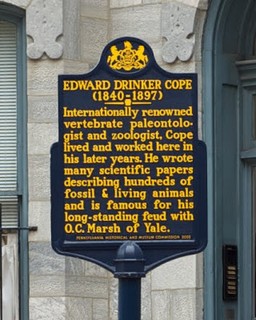 EDWARD DRINKER COPE
(1840-1897)
Internationally renowned
vertebrate paleontolo-
gist and zoologist, Cope
lived and worked here in
his later years. He wrote
many scientific papers
describing hundreds of
fossil & living animals
and is famous for his
long-standing feud with
O.C. Marsh of Yale.
PENNSYLVANIA HISTORICAL AND MUSEUM COMMISSION